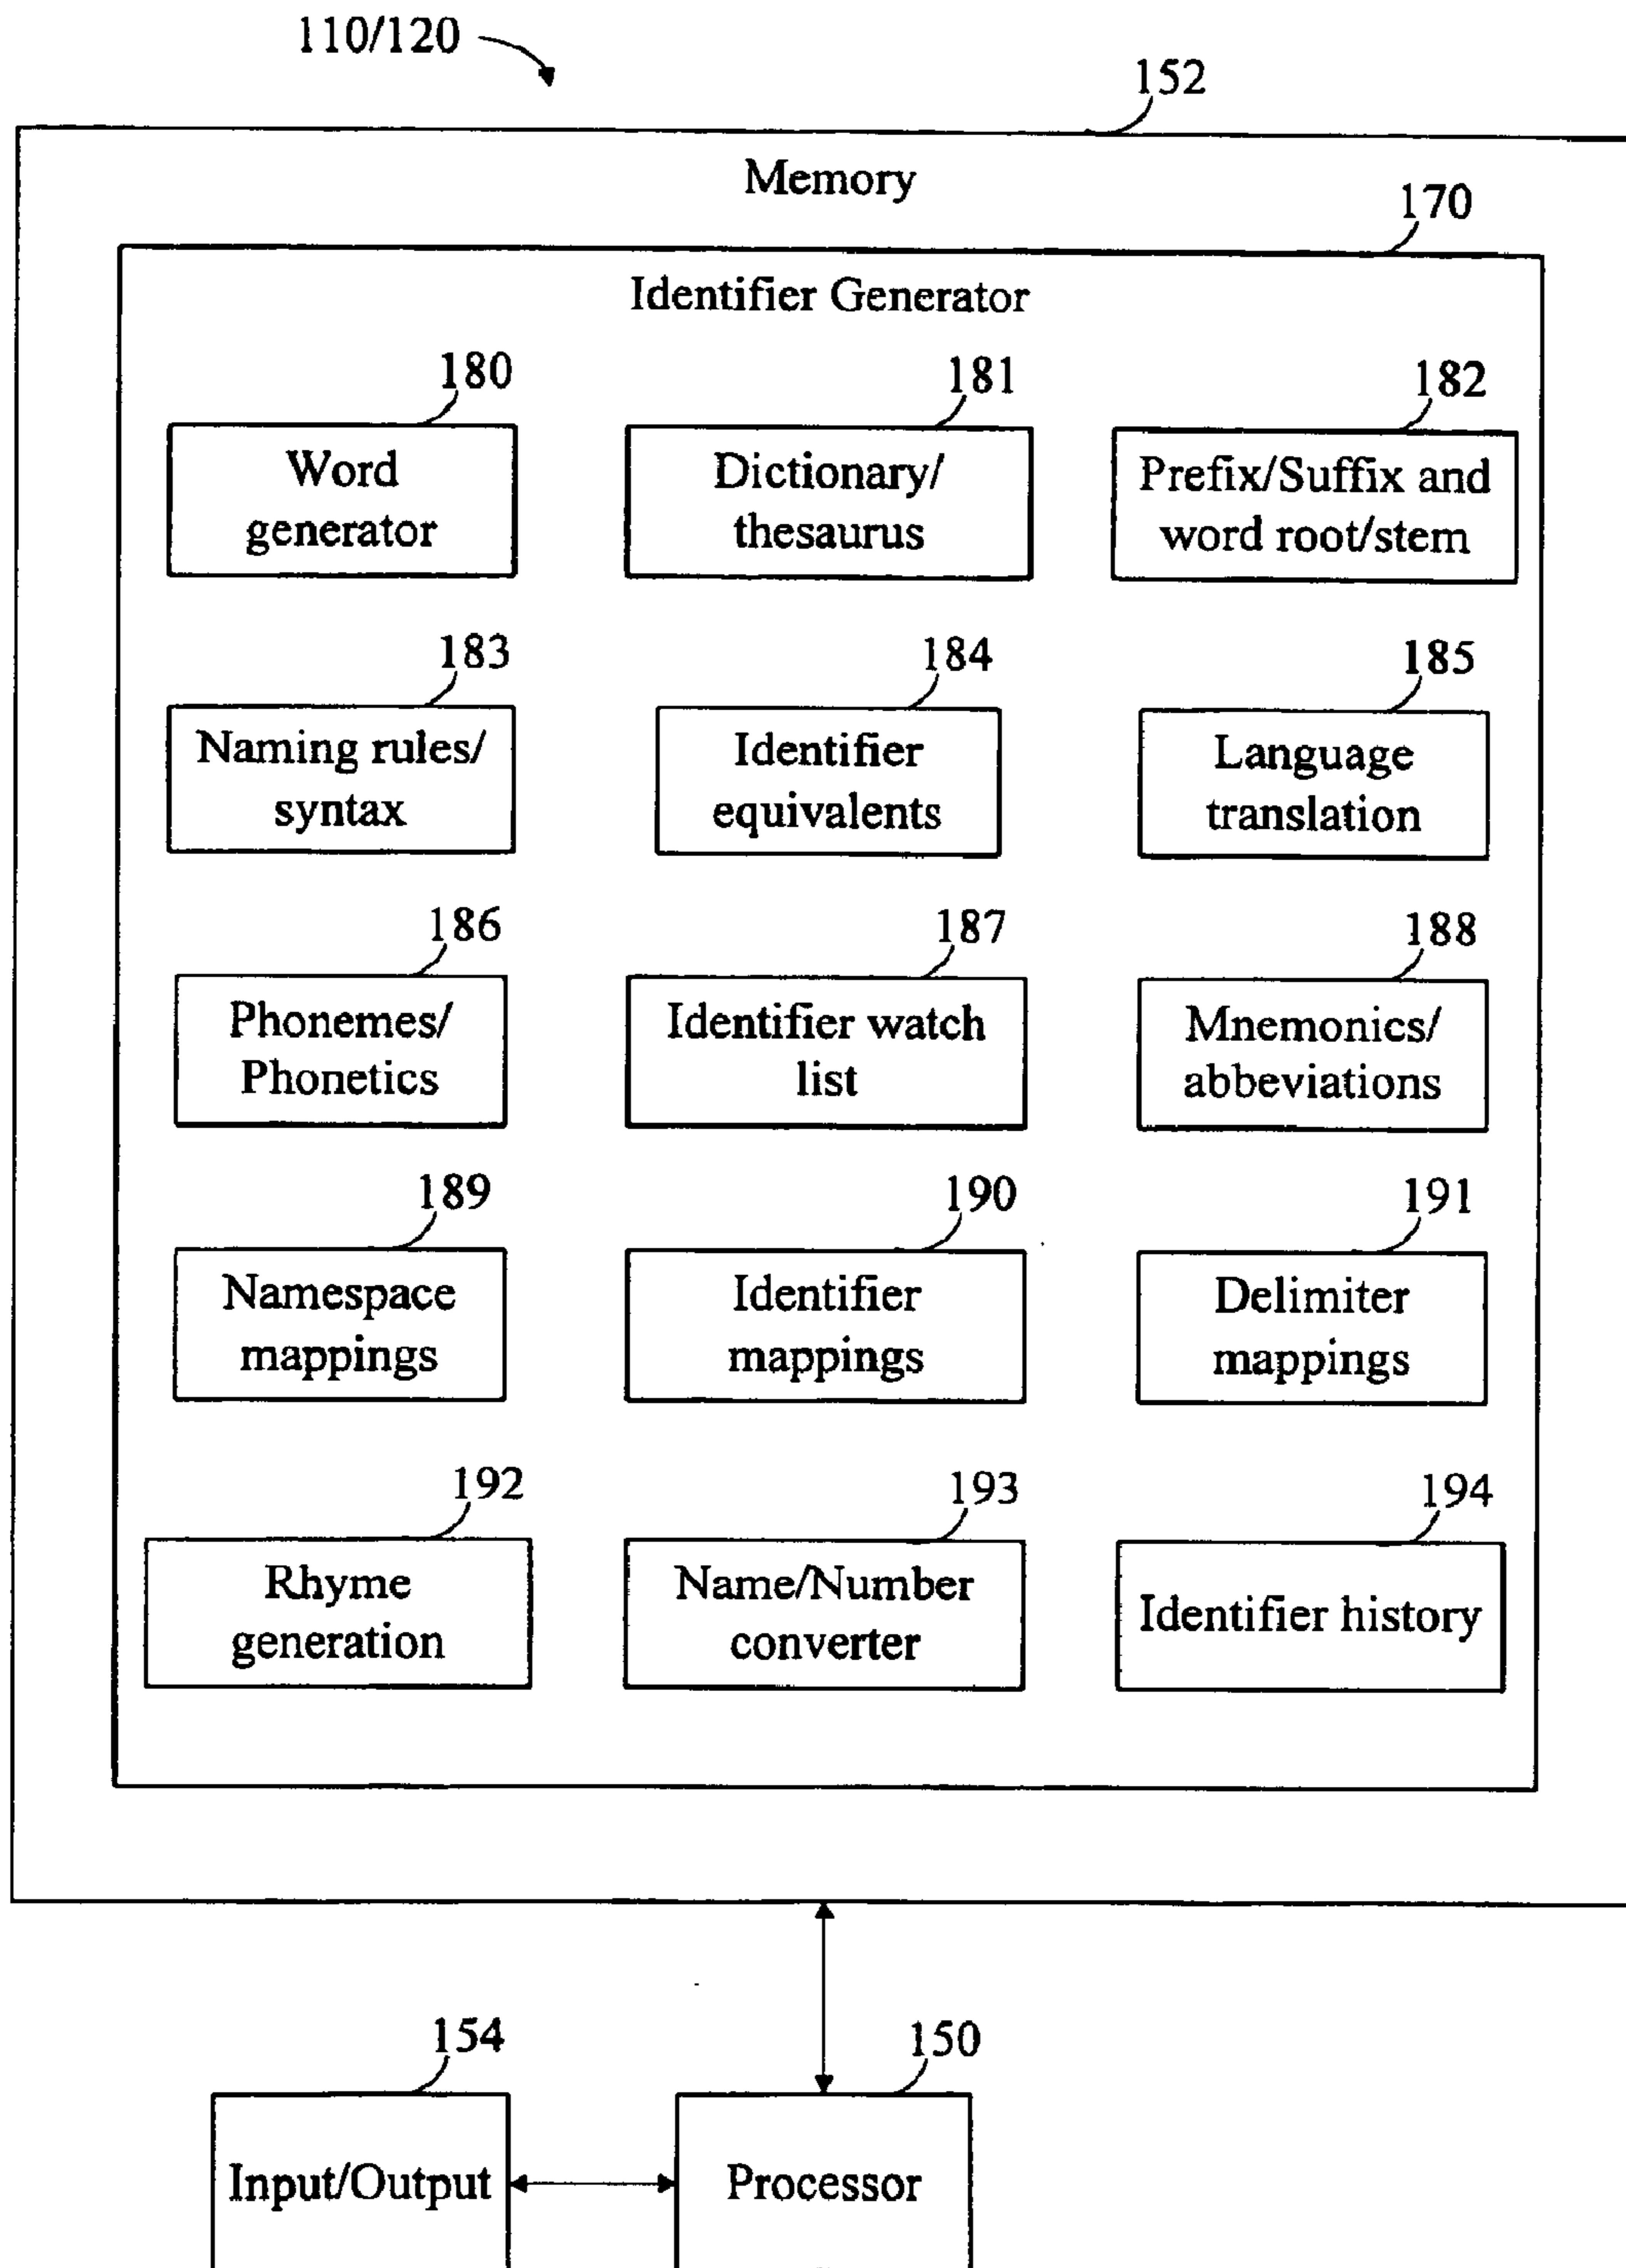 110/120
152
Memory
170
Identifier Generator
180
181
182
Word
generator
Dictionary/
thesaurus
Prefix/Suffix and
word root/stem
183
184
185
Naming rules/
syntax
Identifier
equivalents
Language
translation
186
187
188
Phonemes/
Phonetics
Identifier watch
list
Mnemonics/
abbeviations
189
190
191
Namespace
mappings
Identifier
mappings
Delimiter
mappings
192
193
194
Rhyme
generation
Name/Number
converter
Identifier history
154
150
Input/Output
Processor